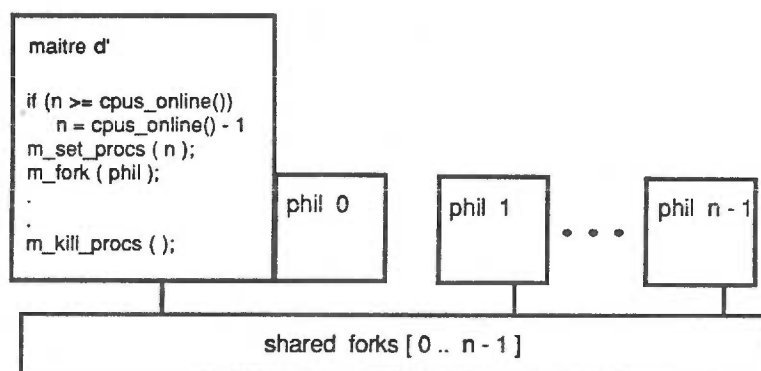 maitre d'
if (n >= cpus_online())
n = cpus_online() - 1
m_set_procs ( n );
m_fork ( phil );
.
.
m_kill_procs ( );
phil 0
phil 1
• • •
phil n - 1
shared forks [ 0 .. n - 1 ]